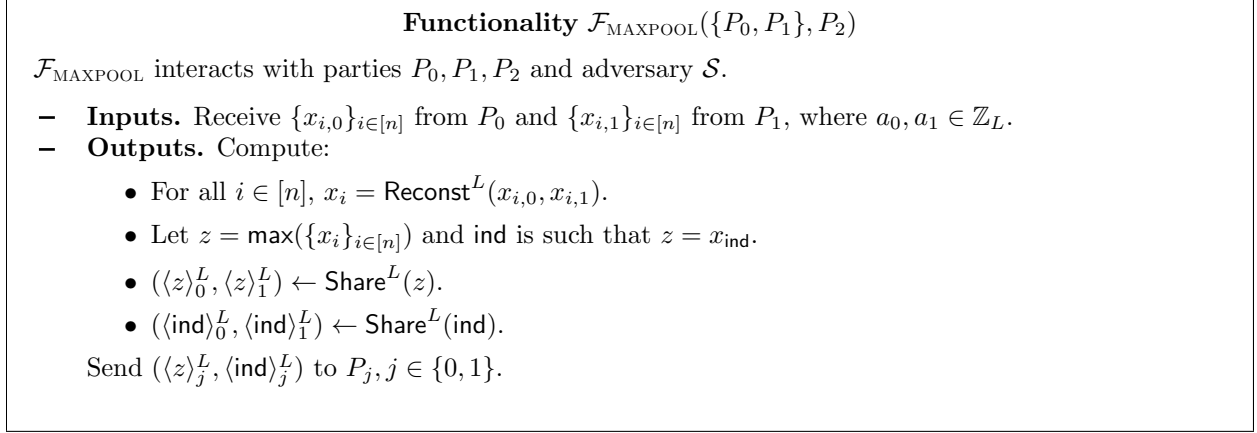 Functionality $\mathcal{F}_{\text{MAXPOOL}}(\{P_0, P_1\}, P_2)$
$\mathcal{F}_{\text{MAXPOOL}}$ interacts with parties $P_0, P_1, P_2$ and adversary $\mathcal{S}$.
– Inputs. Receive $\{x_{i,0}\}_{i\in[n]}$ from $P_0$ and $\{x_{i,1}\}_{i\in[n]}$ from $P_1$, where $a_0, a_1 \in \mathbb{Z}_L$.
– Outputs. Compute:
• For all $i \in [n]$, $x_i = \mathsf{Reconst}^L(x_{i,0}, x_{i,1})$.
• Let $z = \mathsf{max}(\{x_i\}_{i\in[n]})$ and $\mathsf{ind}$ is such that $z = x_{\mathsf{ind}}$.
• $(\langle z\rangle_0^L, \langle z\rangle_1^L) \leftarrow \mathsf{Share}^L(z)$.
• $(\langle \mathsf{ind}\rangle_0^L, \langle \mathsf{ind}\rangle_1^L) \leftarrow \mathsf{Share}^L(\mathsf{ind})$.
Send $(\langle z\rangle_j^L, \langle \mathsf{ind}\rangle_j^L)$ to $P_j, j \in \{0, 1\}$.